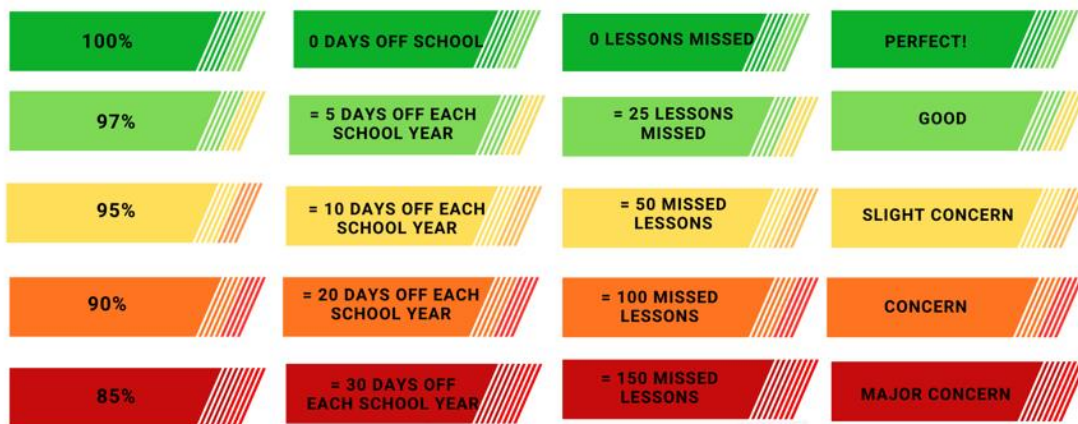 100%
0 DAYS OFF SCHOOL
0 LESSONS MISSED
PERFECT!
97%
= 5 DAYS OFF EACH
SCHOOL YEAR
= 25 LESSONS
MISSED
GOOD
95%
= 10 DAYS OFF EACH
SCHOOL YEAR
= 50 MISSED
LESSONS
SLIGHT CONCERN
90%
= 20 DAYS OFF EACH
SCHOOL YEAR
= 100 MISSED
LESSONS
CONCERN
85%
= 30 DAYS OFF
EACH SCHOOL YEAR
= 150 MISSED
LESSONS
MAJOR CONCERN